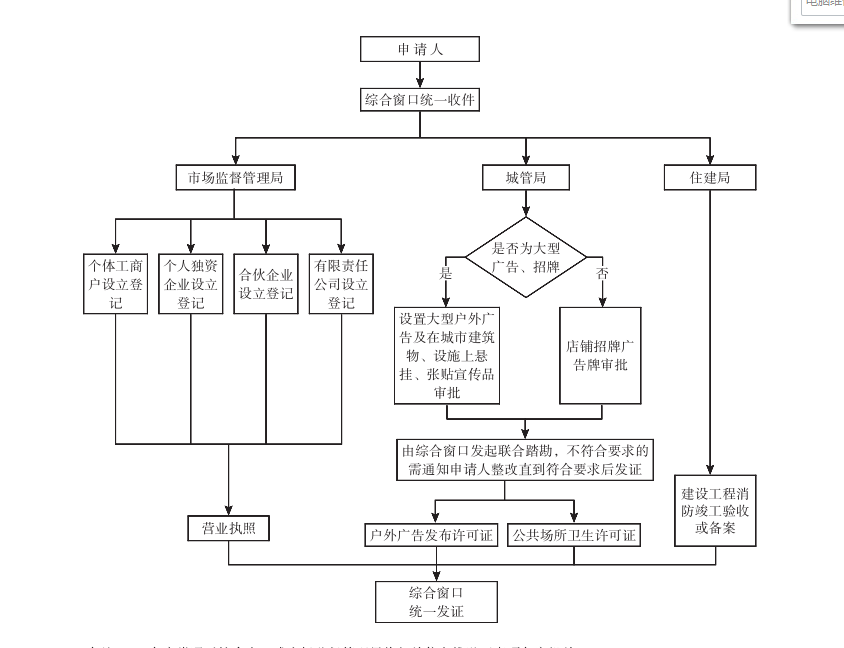 申请人
综合窗口统一收件
市场监督管理局
城管局
住建局
个体工商
户设立登
记
个人独资
企业设立
登记
合伙企业
设立登记
有限责任
公司设立
登记
是否为大型
广告、招牌
是
否
设置大型户外广
告及在城市建筑
物、设施上悬
挂、张贴宣传品
审批
店铺招牌广
告牌审批
由综合窗口发起联合踏勘，不符合要求的
需通知申请人整改直到符合要求后发证
建设工程消
防竣工验收
或备案
营业执照
户外广告发布许可证
公共场所卫生许可证
综合窗口
统一发证